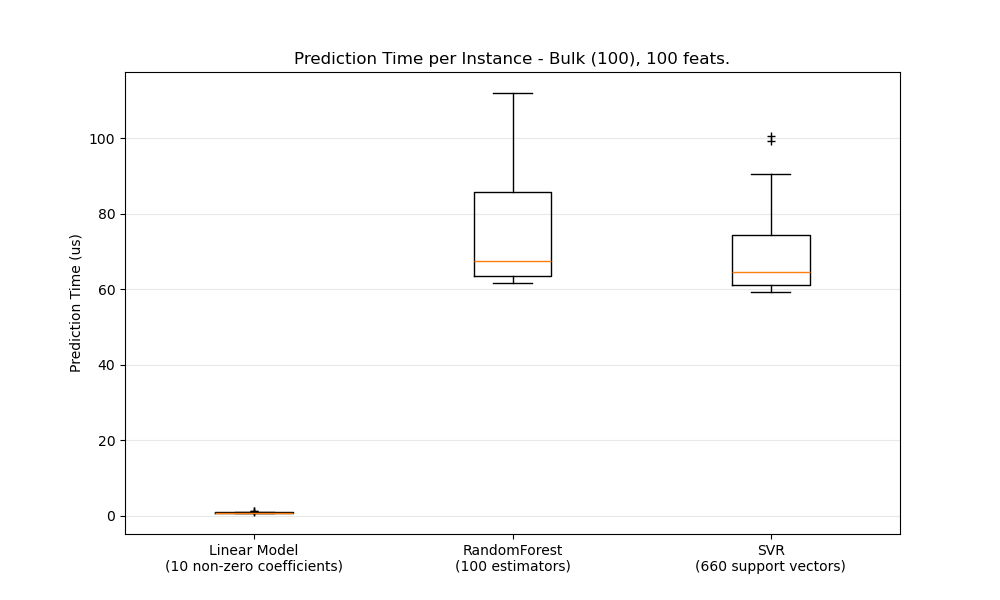 Prediction Time per Instance - Bulk (100), 100 feats.
Prediction Time (us)
100
80
60
40
20
0
Linear Model
(10 non-zero coefficients)
RandomForest
(100 estimators)
SVR
(660 support vectors)